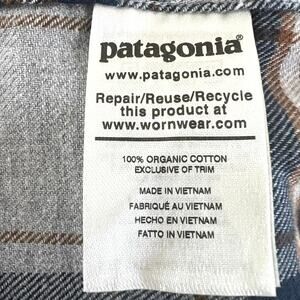 patagonia®
www.patagonia.com
Repair/Reuse/Recycle
this product at
www.wornwear.com
100% ORGANIC COTTON
EXCLUSIVE OF TRIM
MADE IN VIETNAM
FABRIQUÉ AU VIETNAM
HECHO EN VIETNAM
FATTO IN VIETNAM